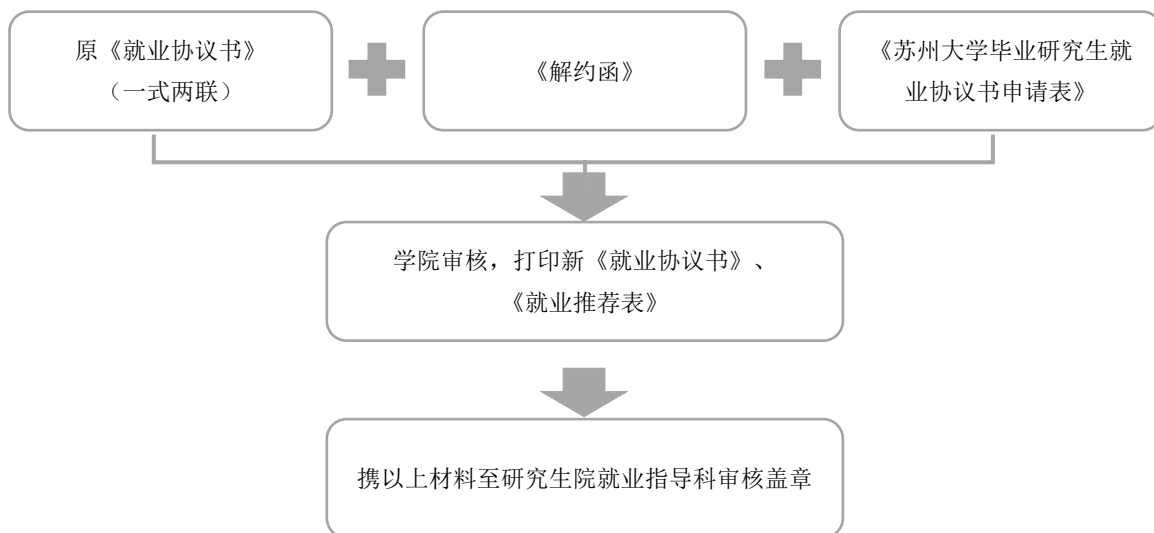 原《就业协议书》
（一式两联）
《解约函》
《苏州大学毕业研究生就
业协议书申请表》
学院审核，打印新《就业协议书》、
《就业推荐表》
携以上材料至研究生院就业指导科审核盖章